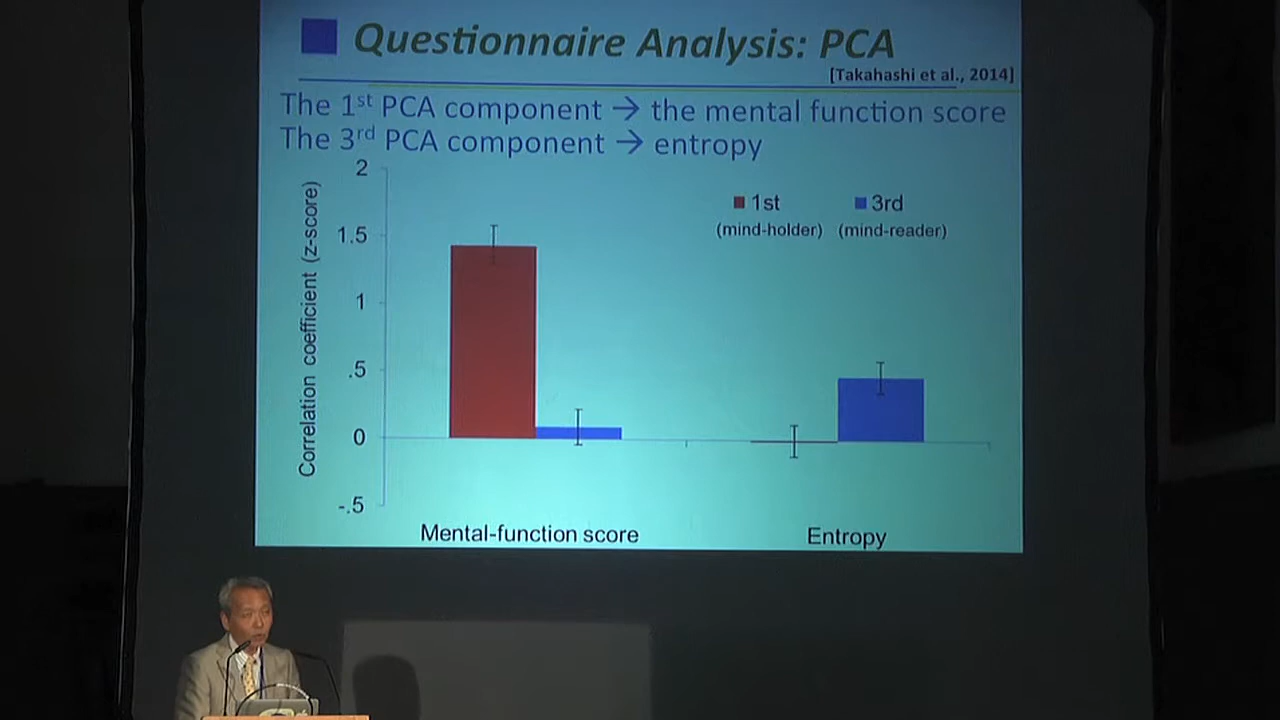 Questionnaire Analysis: PCA
[Takahashi et al., 2014]
The 1st PCA component → the mental function score
The 3rd PCA component → entropy
2
1.5
1
.5
0
-.5
Correlation coefficient (z-score)
1st 3rd
(mind-holder) (mind-reader)
Mental-function score Entropy